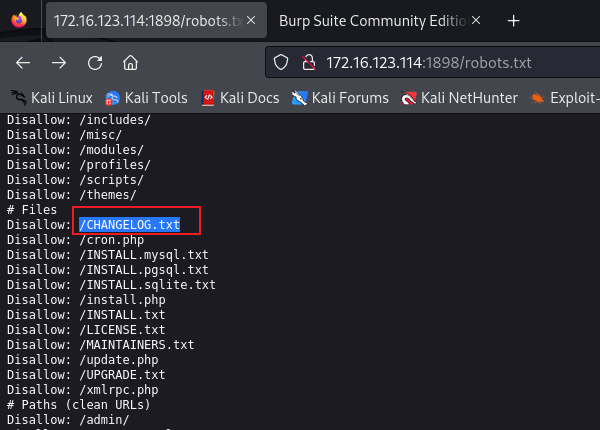 172.16.123.114:1898/robots.tx
Burp Suite Community Editio
172.16.123.114:1898/robots.txt
Kali Linux Kali Tools Kali Docs Kali Forums Kali NetHunter Exploit-
Disallow: /includes/
Disallow: /misc/
Disallow: /modules/
Disallow: /profiles/
Disallow: /scripts/
Disallow: /themes/
# Files
Disallow: /CHANGELOG.txt
Disallow: /cron.php
Disallow: /INSTALL.mysql.txt
Disallow: /INSTALL.pgsql.txt
Disallow: /INSTALL.sqlite.txt
Disallow: /install.php
Disallow: /INSTALL.txt
Disallow: /LICENSE.txt
Disallow: /MAINTAINERS.txt
Disallow: /update.php
Disallow: /UPGRADE.txt
Disallow: /xmlrpc.php
# Paths (clean URLs)
Disallow: /admin/